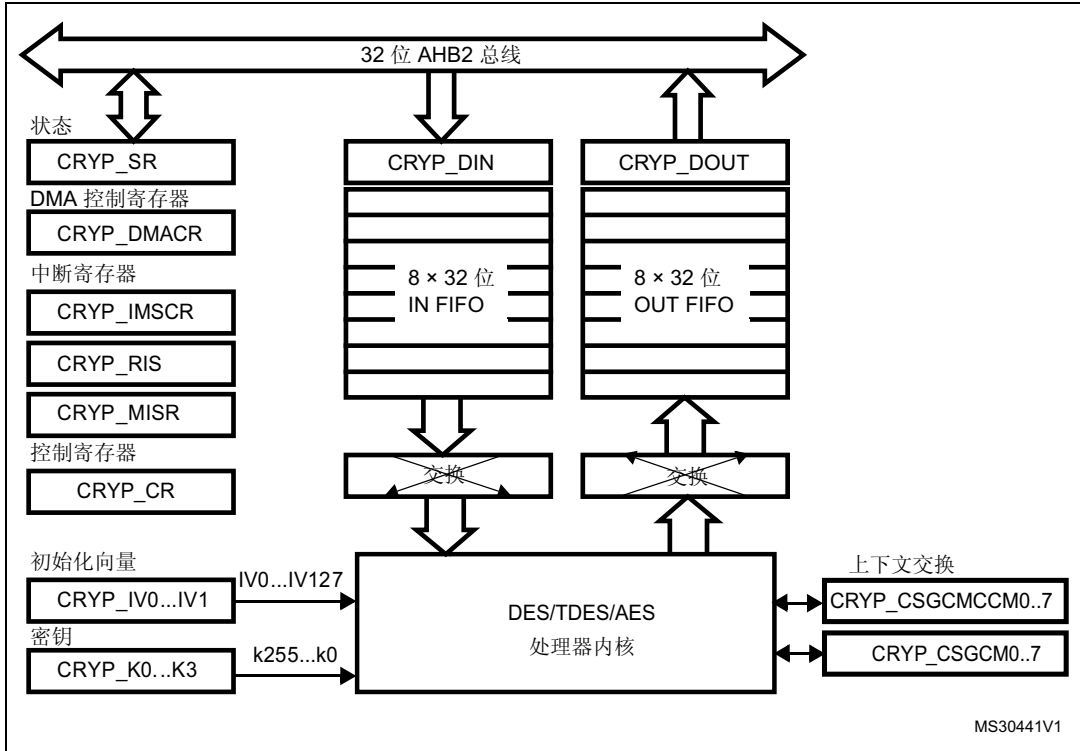 32 位 AHB2 总线
状态
CRYP_SR
CRYP_DIN
CRYP_DOUT
DMA 控制寄存器
CRYP_DMACR
中断寄存器
8 × 32 位
IN FIFO
8 × 32 位
OUT FIFO
CRYP_IMSCR
CRYP_RIS
CRYP_MISR
控制寄存器
CRYP_CR
交换
交换
初始化向量
CRYP_IV0...IV1
IV0...IV127
密钥
CRYP_K0...K3
k255...k0
DES/TDES/AES
处理器内核
上下文交换
CRYP_CSGCMCCM0..7
CRYP_CSGCM0..7
MS30441V1